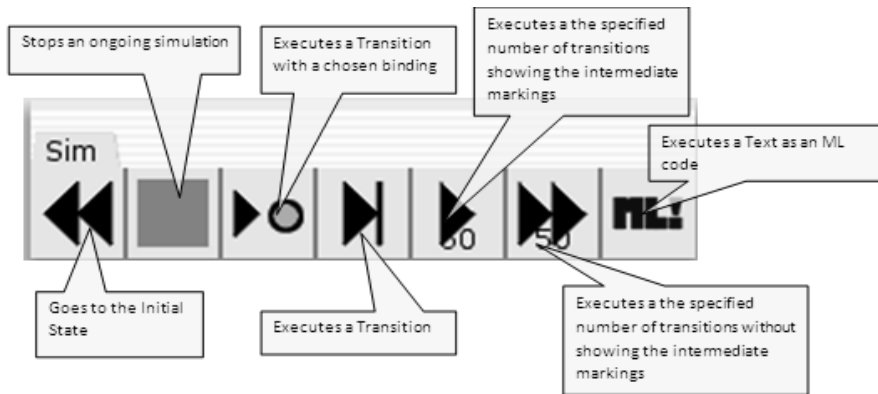 Stops an ongoing simulation
Executes a Transition
with a chosen binding
Executes a the specified
number of transitions
showing the intermediate
markings
Executes a Text as an ML
code
Sim
50
50
ML!
Goes to the Initial
State
Executes a Transition
Executes a the specified
number of transitions without
showing the intermediate
markings